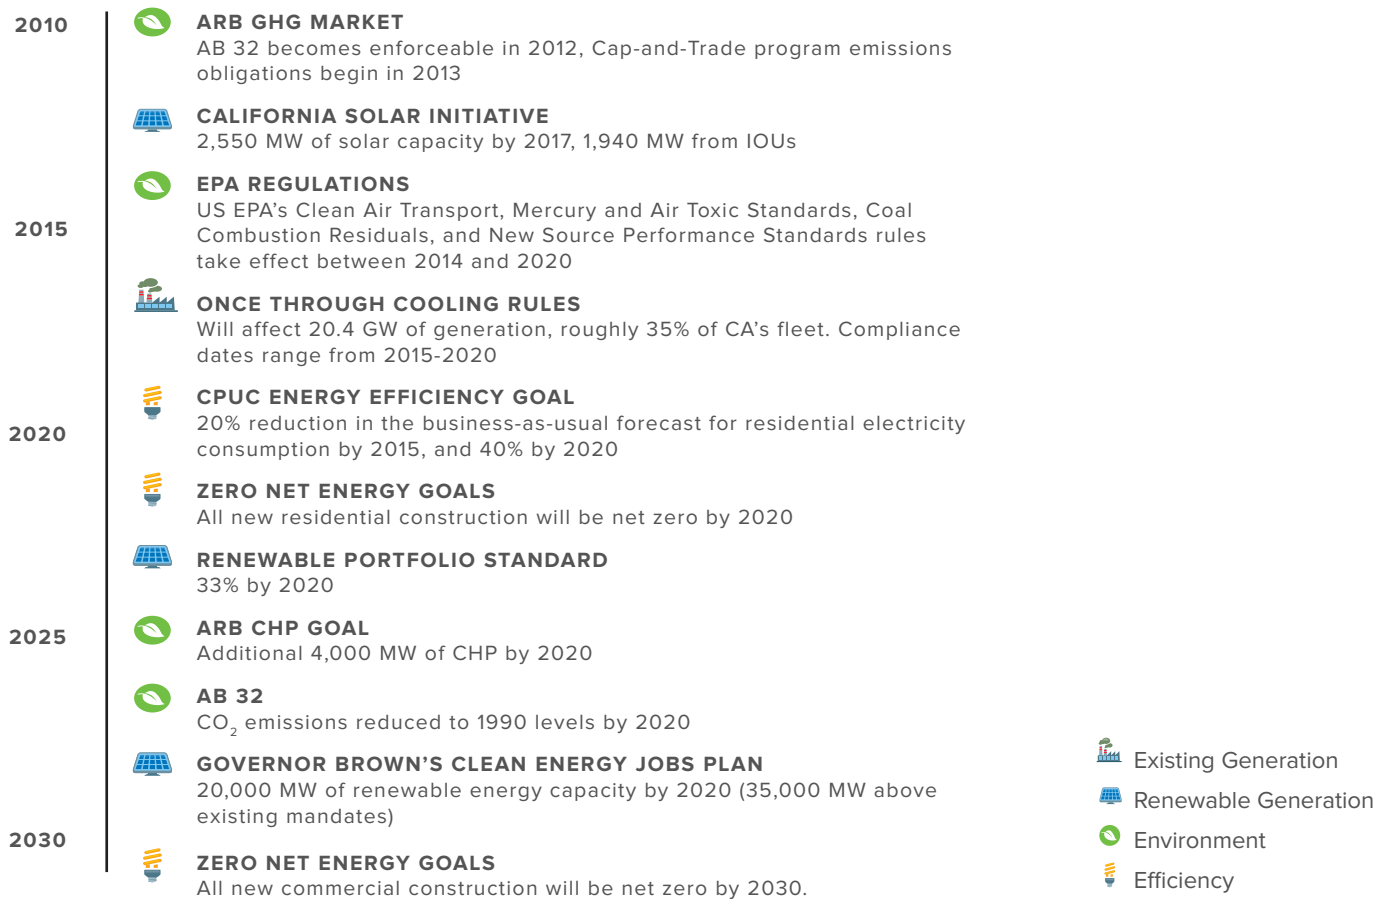 2010
ARB GHG MARKET
AB 32 becomes enforceable in 2012, Cap-and-Trade program emissions
obligations begin in 2013
CALIFORNIA SOLAR INITIATIVE
2,550 MW of solar capacity by 2017, 1,940 MW from IOUs
EPA REGULATIONS
US EPA’s Clean Air Transport, Mercury and Air Toxic Standards, Coal
2015
Combustion Residuals, and New Source Performance Standards rules
take effect between 2014 and 2020
ONCE THROUGH COOLING RULES
Will affect 20.4 GW of generation, roughly 35% of CA’s fleet. Compliance
dates range from 2015-2020
CPUC ENERGY EFFICIENCY GOAL
20% reduction in the business-as-usual forecast for residential electricity
2020
consumption by 2015, and 40% by 2020
ZERO NET ENERGY GOALS
All new residential construction will be net zero by 2020
RENEWABLE PORTFOLIO STANDARD
33% by 2020
ARB CHP GOAL
2025
Additional 4,000 MW of CHP by 2020
AB 32
CO₂ emissions reduced to 1990 levels by 2020
GOVERNOR BROWN’S CLEAN ENERGY JOBS PLAN
20,000 MW of renewable energy capacity by 2020 (35,000 MW above
existing mandates)
2030
ZERO NET ENERGY GOALS
All new commercial construction will be net zero by 2030.
Existing Generation
Renewable Generation
Environment
Efficiency